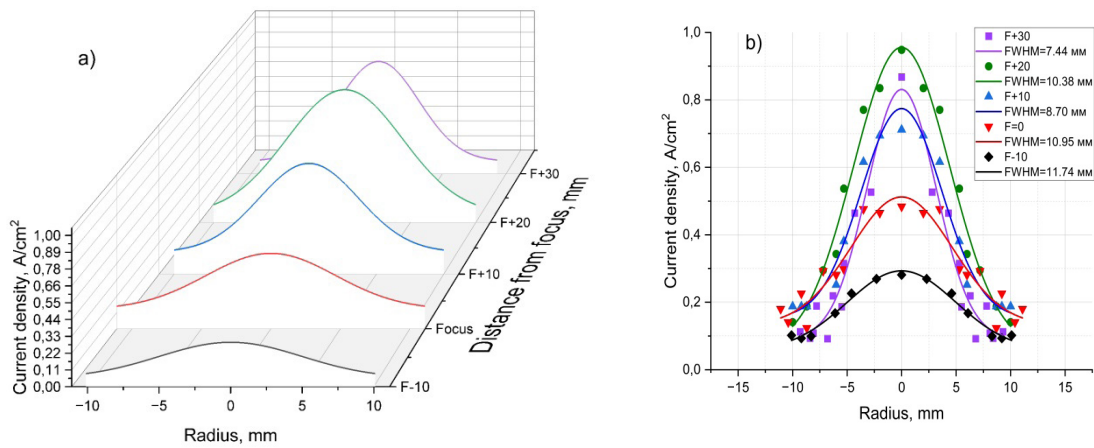 a)
Current density, A/cm²
1,00
0,89
0,78
0,66
0,55
0,44
0,33
0,22
0,11
0,00
−10
−5
0
5
10
Radius, mm
F-10
Focus
F+10
F+20
F+30
Distance from focus, mm
b)
Current density, A/cm²
1,0
0,8
0,6
0,4
0,2
0,0
−15
−10
−5
0
5
10
15
Radius, mm
F+30
FWHM=7.44 мм
F+20
FWHM=10.38 мм
F+10
FWHM=8.70 мм
F=0
FWHM=10.95 мм
F-10
FWHM=11.74 мм